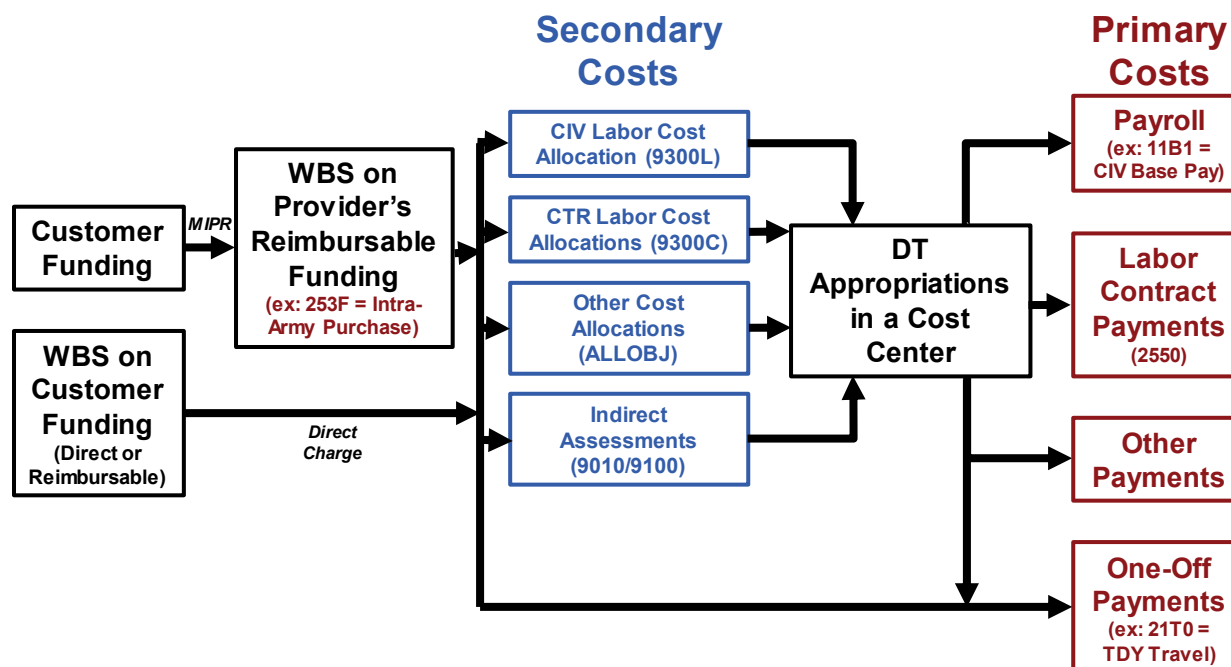 Secondary
Costs
Primary
Costs
Customer
Funding
MIPR
WBS on
Provider's
Reimbursable
Funding
(ex: 253F = Intra-
Army Purchase)
WBS on
Customer
Funding
(Direct or
Reimbursable)
Direct
Charge
CIV Labor Cost
Allocation (9300L)
CTR Labor Cost
Allocations (9300C)
Other Cost
Allocations
(ALLOBJ)
Indirect
Assessments
(9010/9100)
DT
Appropriations
in a Cost
Center
Payroll
(ex: 11B1 =
CIV Base Pay)
Labor
Contract
Payments
(2550)
Other
Payments
One-Off
Payments
(ex: 21T0 =
TDY Travel)